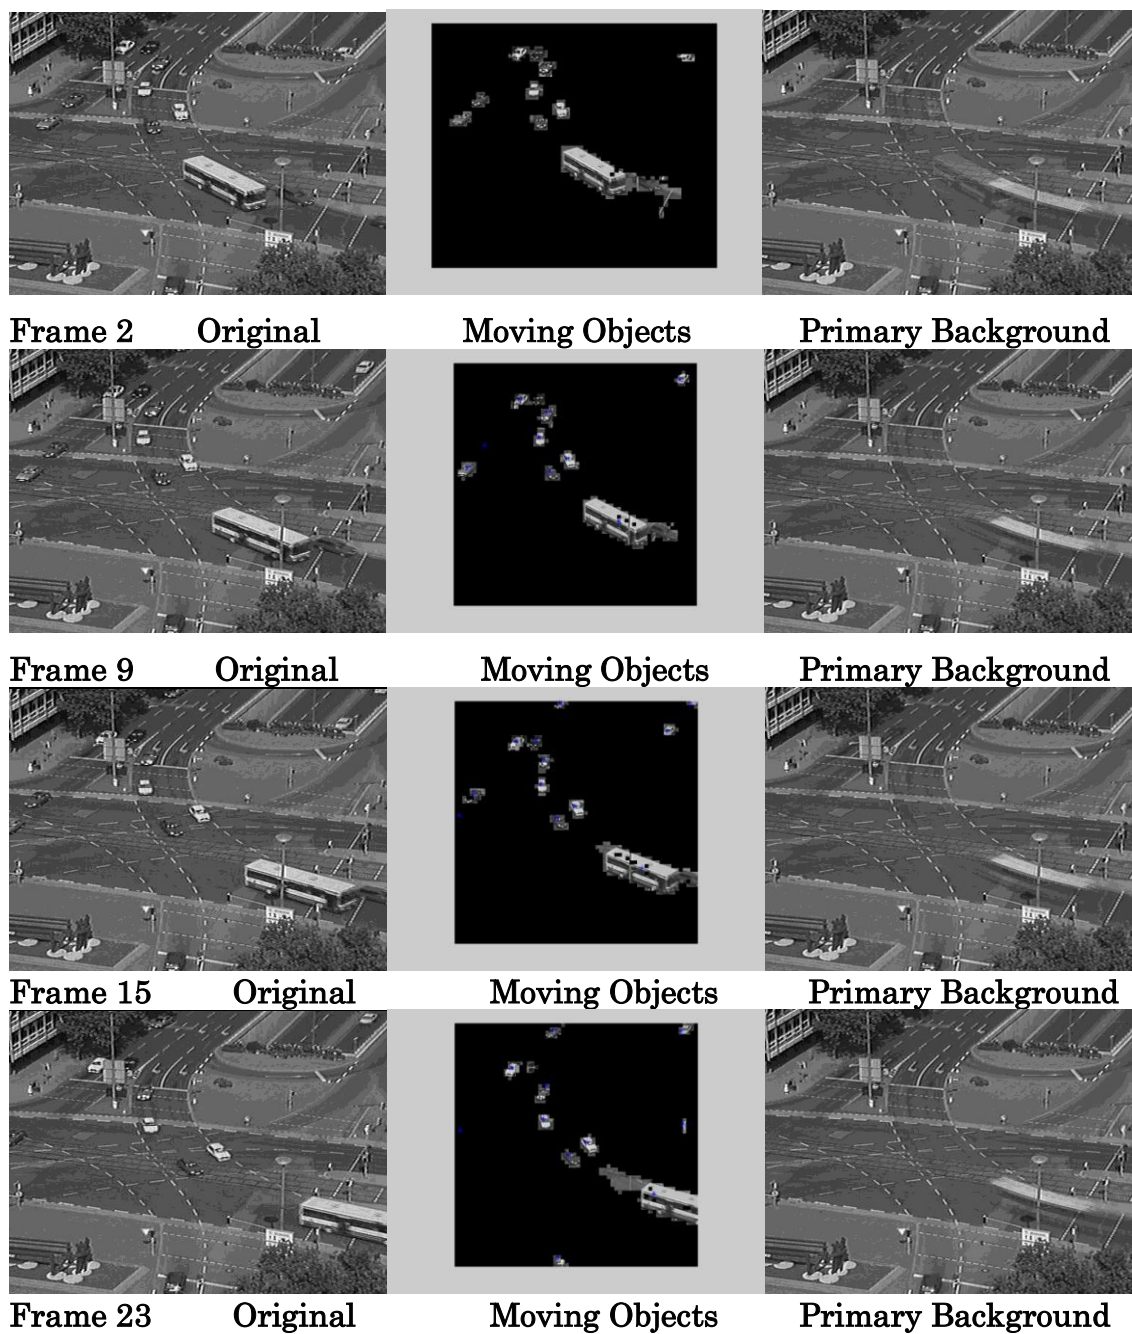 Frame 2 Original Moving Objects Primary Background
Frame 9 Original Moving Objects Primary Background
Frame 15 Original Moving Objects Primary Background
Frame 23 Original Moving Objects Primary Background